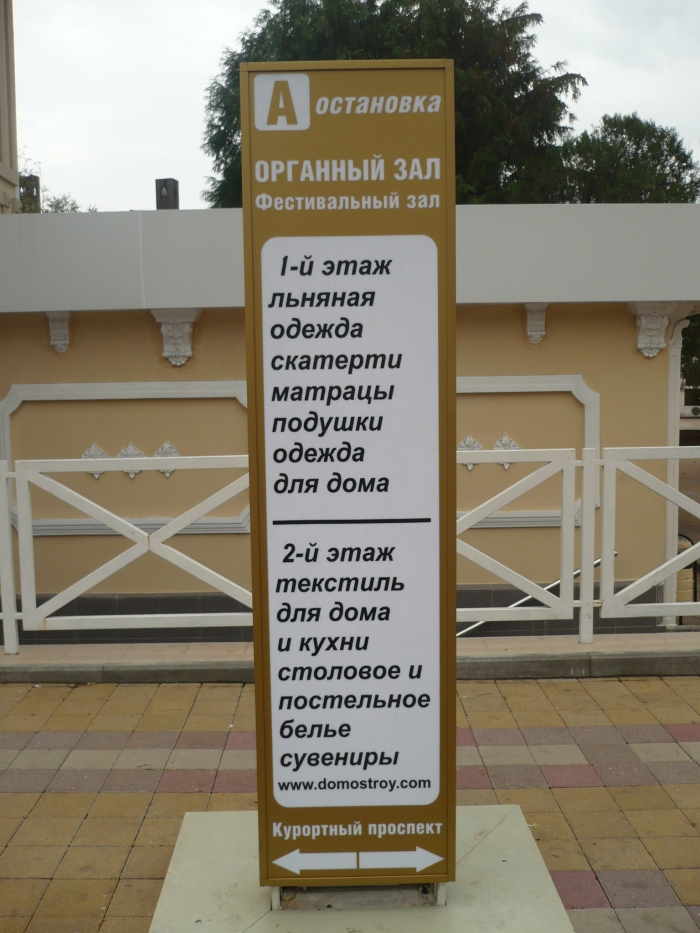 А остановка
ОРГАННЫЙ ЗАЛ
Фестивальный зал
1-й этаж
льняная
одежда
скатерти
матрацы
подушки
одежда
для дома
2-й этаж
текстиль
для дома
и кухни
столовое и
постельное
белье
сувениры
www.domostroy.com
Курортный проспект